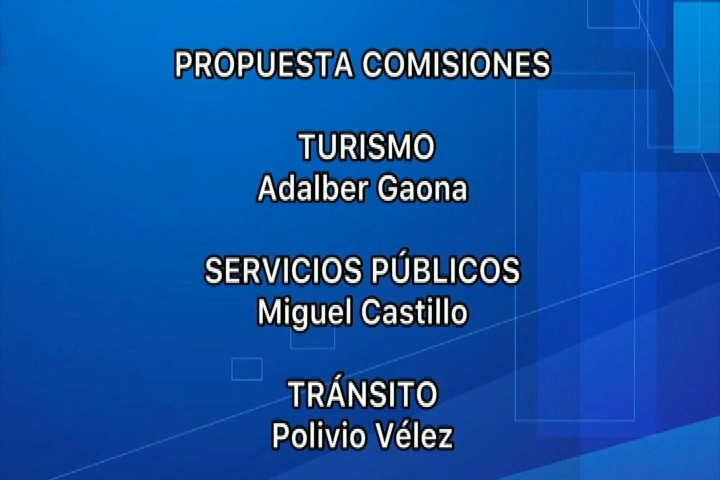 PROPUESTA COMISIONES
TURISMO
Adalber Gaona
SERVICIOS PÚBLICOS
Miguel Castillo
TRÁNSITO
Polivio Vélez